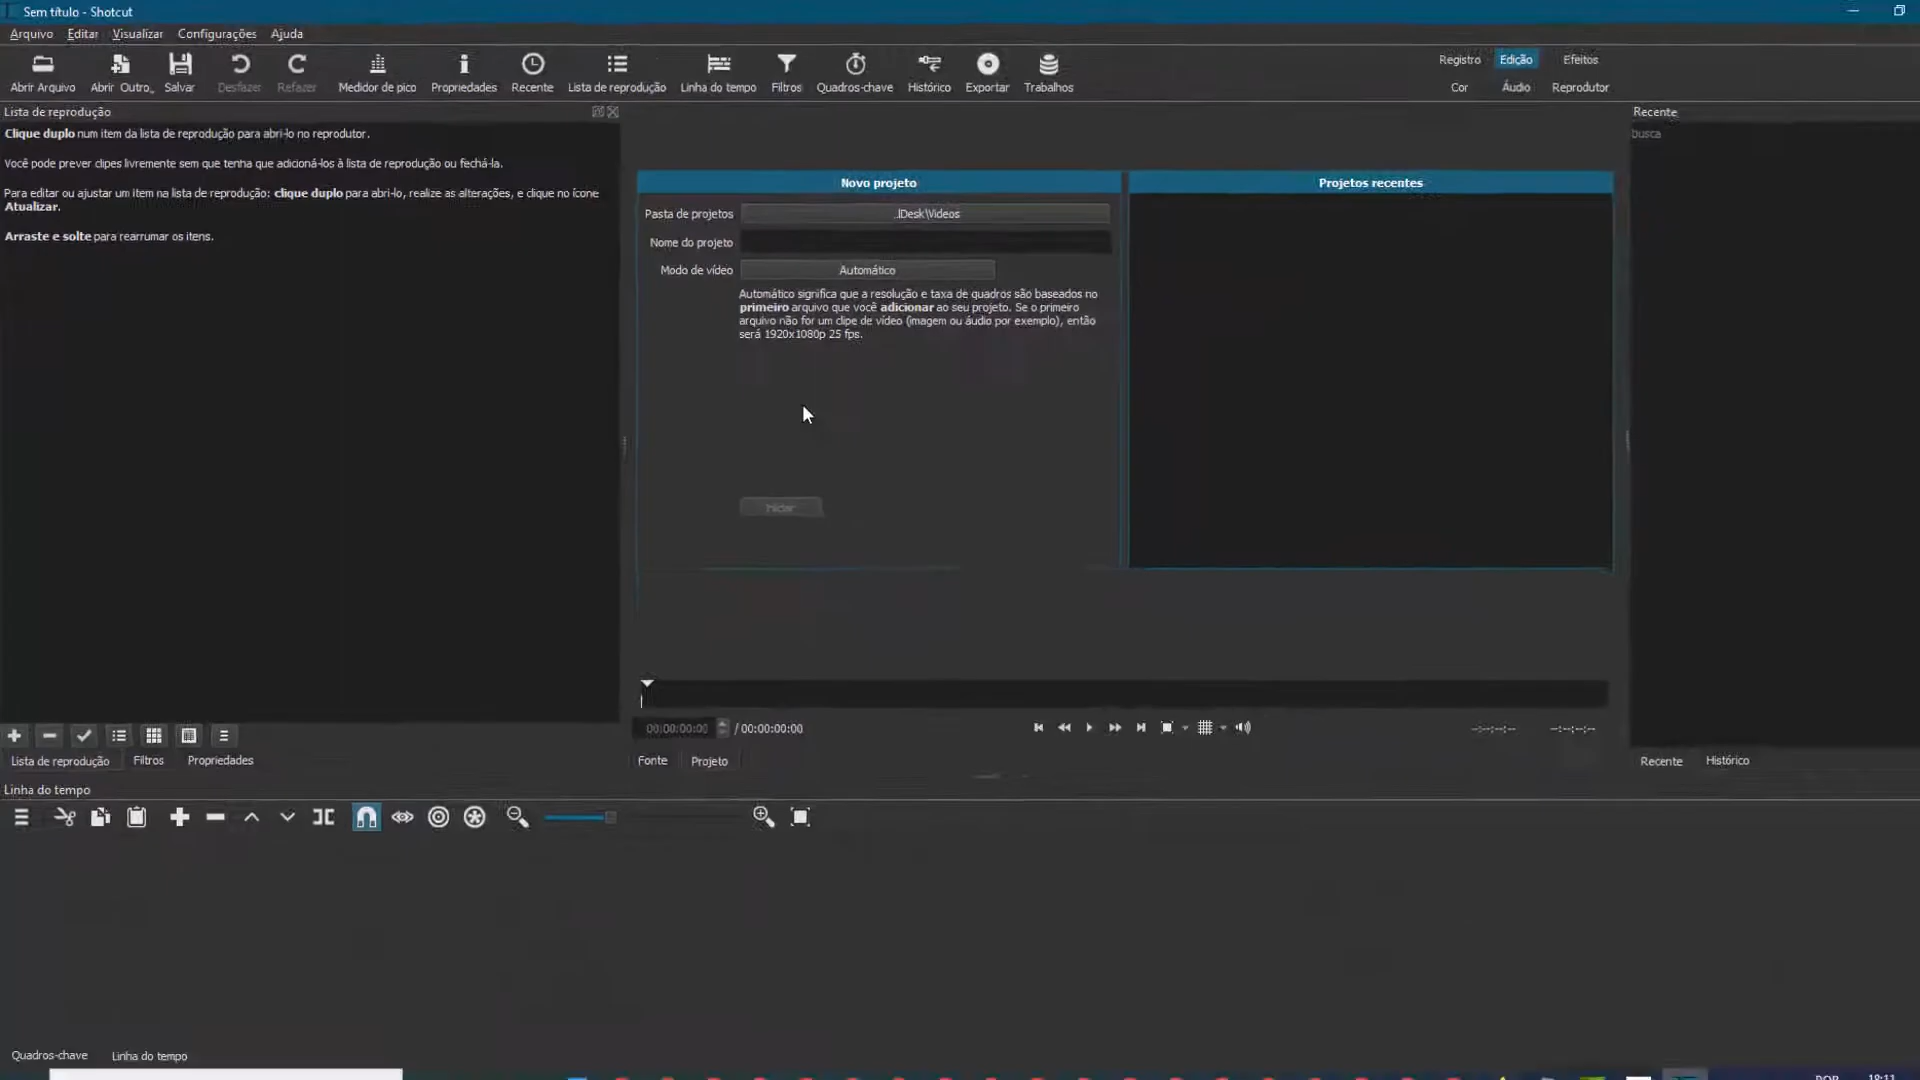 Sem título - Shotcut
Arquivo Editar Visualizar Configurações Ajuda
Abrir Arquivo Abrir Outro... Salvar Desfazer Refazer Medidor de pico Propriedades Recente Lista de reprodução Linha do tempo Filtros Quadros-chave Histórico Exportar Trabalhos
Registro Edição Efeitos
Cor Áudio Reprodutor
Lista de reprodução
Clique duplo num item da lista de reprodução para abri-lo no reprodutor.
Você pode prever clipes livremente sem que tenha que adicioná-los à lista de reprodução ou fechá-la.
Para editar ou ajustar um item na lista de reprodução: clique duplo para abri-lo, realize as alterações, e clique no ícone
Atualizar.
Arraste e solte para rearrumar os itens.
Novo projeto
Pasta de projetos ..lDesk\Videos
Nome do projeto
Modo de vídeo Automático
Automático significa que a resolução e taxa de quadros são baseados no
primeiro arquivo que você adicionar ao seu projeto. Se o primeiro
arquivo não for um clipe de vídeo (imagem ou áudio por exemplo), então
será 1920x1080p 25 fps.
Iniciar
Projetos recentes
Recente
busca
00:00:00:00 / 00:00:00:00
--:--:--:-- --:--:--:--
Lista de reprodução Filtros Propriedades
Fonte Projeto
Recente Histórico
Linha do tempo
Quadros-chave Linha do tempo